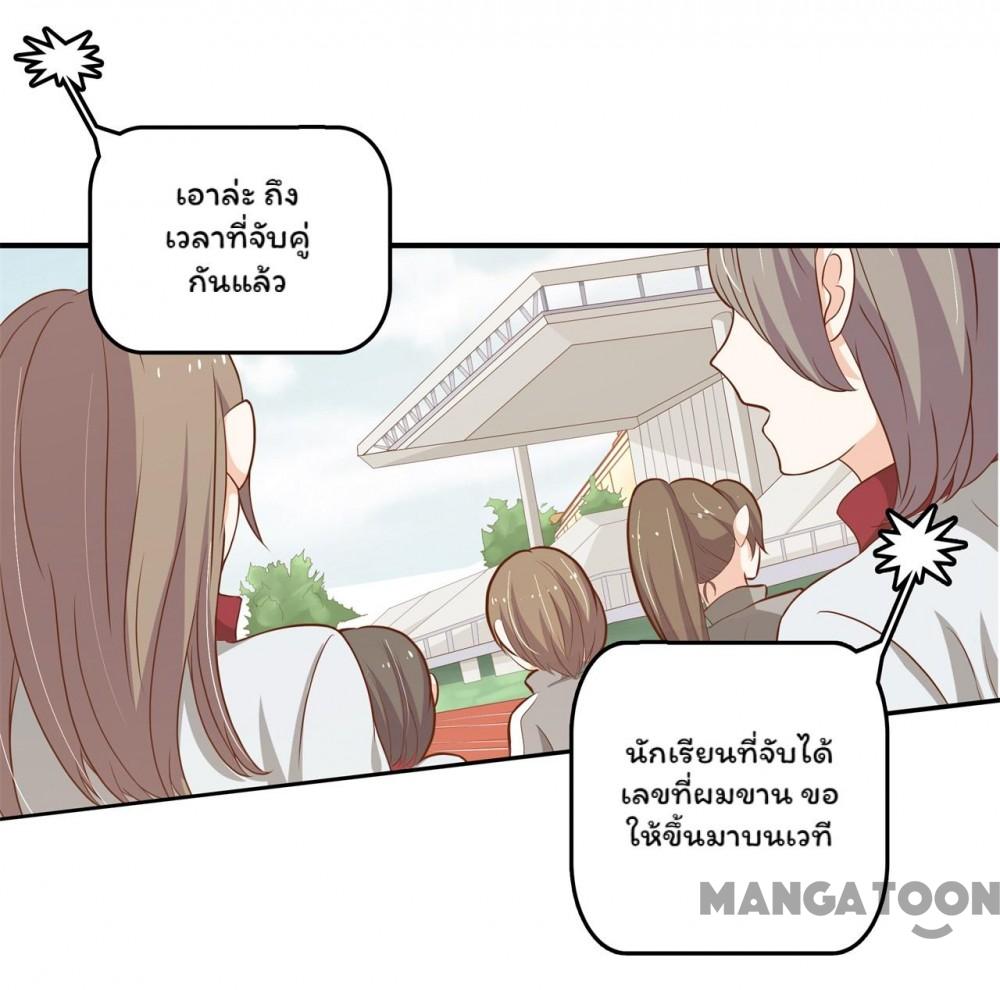 เอาล่ะ ถึง
เวลาที่จับคู่
กันแล้ว
นักเรียนที่จับได้
เลขที่ผมขาน ขอ
ให้ขึ้นมาบนเวที
MANGATOON